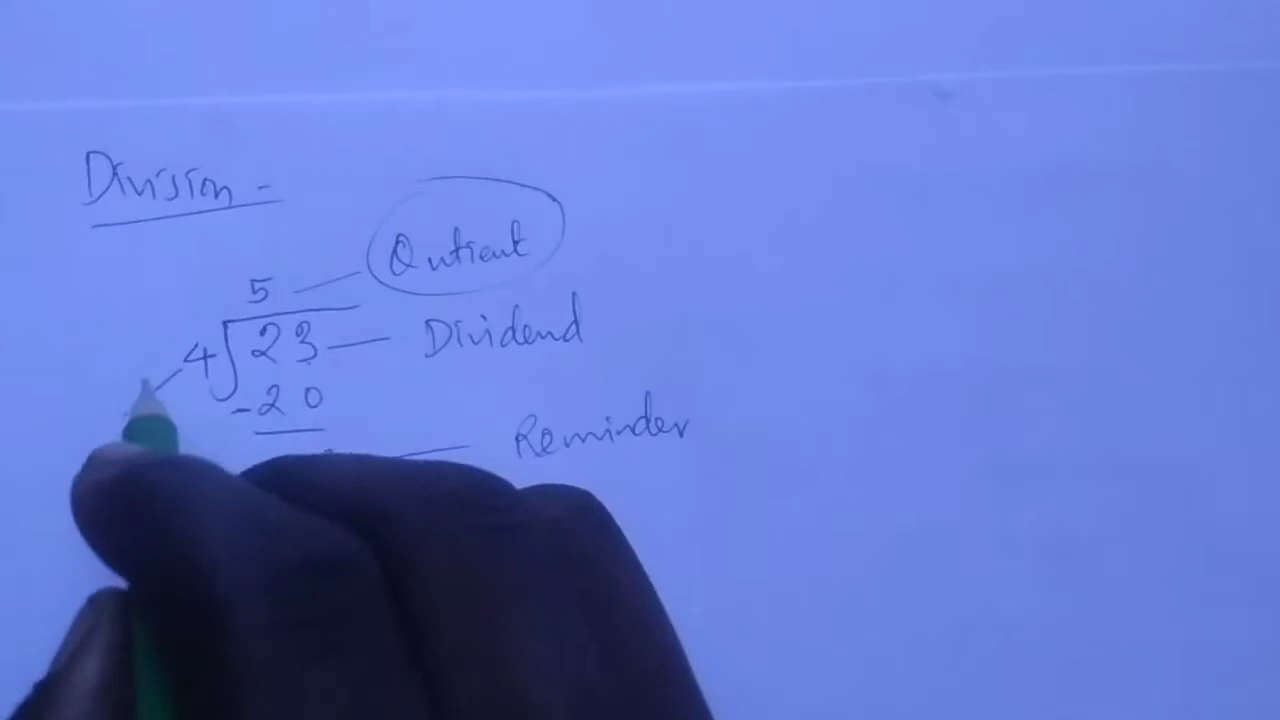 Division -
5 — Qutient
4 23 — Dividend
-20
— Reminder